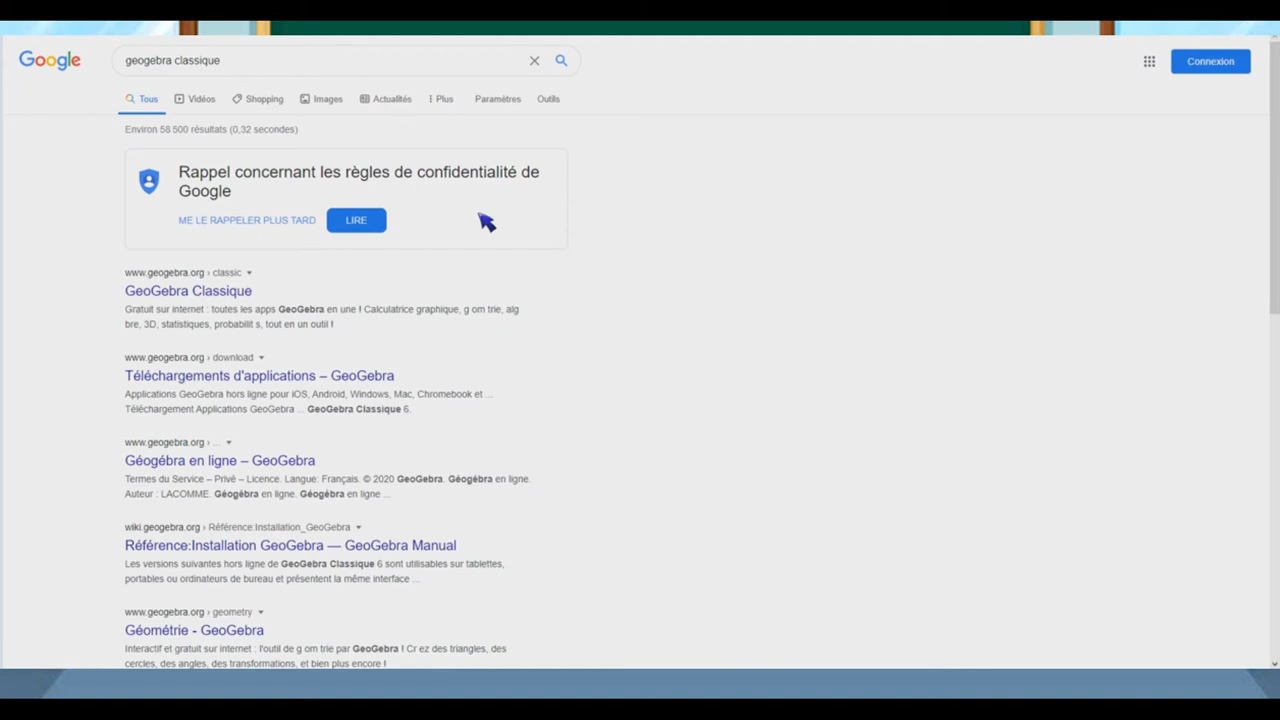 Google
geogebra classique
Connexion
Tous Vidéos Shopping Images Actualités Plus Paramètres Outils
Environ 58 500 résultats (0,32 secondes)
Rappel concernant les règles de confidentialité de
Google
ME LE RAPPELER PLUS TARD LIRE
www.geogebra.org › classic
GeoGebra Classique
Gratuit sur internet : toutes les apps GeoGebra en une ! Calculatrice graphique, g om trie, alg
bre, 3D, statistiques, probabilit s, tout en un outil !
www.geogebra.org › download
Téléchargements d'applications – GeoGebra
Applications GeoGebra hors ligne pour iOS, Android, Windows, Mac, Chromebook et ...
Téléchargement Applications GeoGebra ... GeoGebra Classique 6.
www.geogebra.org › ...
Géogébra en ligne – GeoGebra
Termes du Service – Privé – Licence. Langue: Français. © 2020 GeoGebra. Géogébra en ligne.
Auteur : LACOMME. Géogébra en ligne. Géogébra en ligne ...
wiki.geogebra.org › Référence:Installation_GeoGebra
Référence:Installation GeoGebra — GeoGebra Manual
Les versions suivantes hors ligne de GeoGebra Classique 6 sont utilisables sur tablettes,
portables ou ordinateurs de bureau et présentent la même interface ...
www.geogebra.org › geometry
Géométrie - GeoGebra
Interactif et gratuit sur internet : l'outil de g om trie par GeoGebra ! Cr ez des triangles, des
cercles, des angles, des transformations, et bien plus encore !